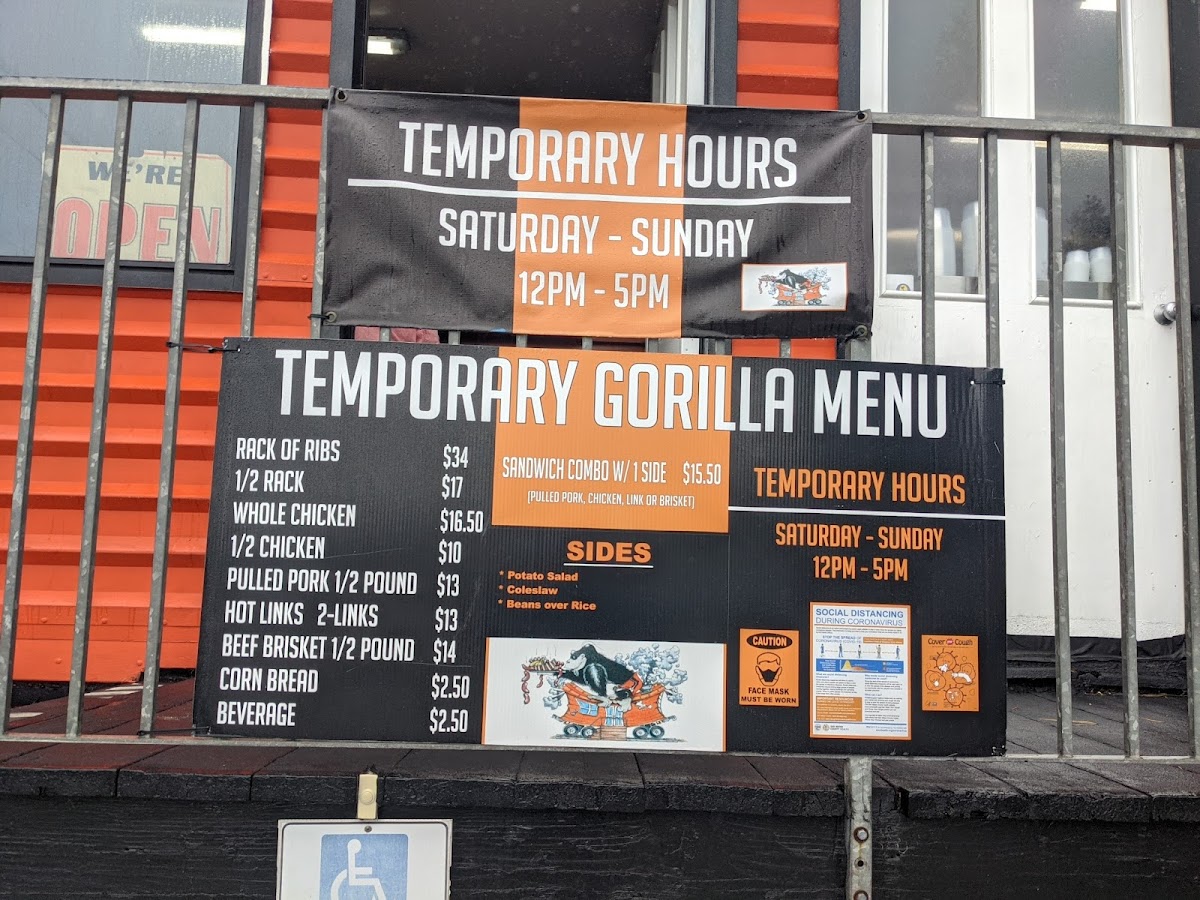 WE'RE
OPEN
TEMPORARY HOURS
SATURDAY - SUNDAY
12PM - 5PM
TEMPORARY GORILLA MENU
RACK OF RIBS $34
1/2 RACK $17
WHOLE CHICKEN $16.50
1/2 CHICKEN $10
PULLED PORK 1/2 POUND $13
HOT LINKS 2-LINKS $13
BEEF BRISKET 1/2 POUND $14
CORN BREAD $2.50
BEVERAGE $2.50
SANDWICH COMBO W/ 1 SIDE $15.50
[PULLED PORK, CHICKEN, LINK OR BRISKET]
SIDES
* Potato Salad
* Coleslaw
* Beans over Rice
TEMPORARY HOURS
SATURDAY - SUNDAY
12PM - 5PM
CAUTION
FACE MASK
MUST BE WORN
SOCIAL DISTANCING
DURING CORONAVIRUS
STOP THE SPREAD OF
Cover Cough